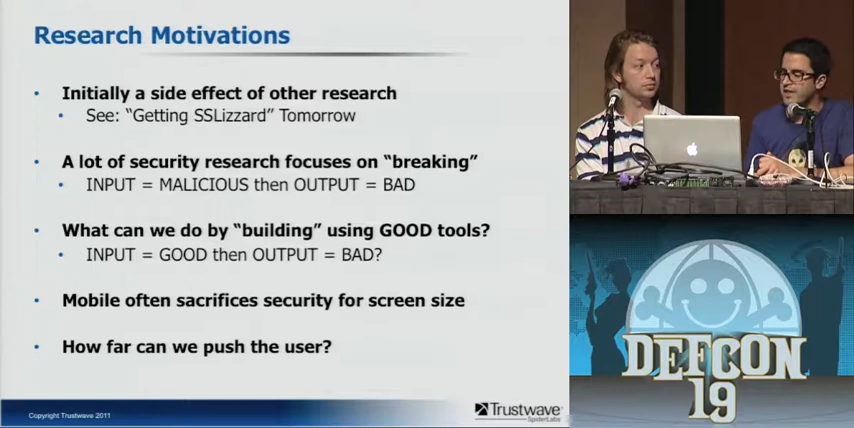 Research Motivations
• Initially a side effect of other research
• See: “Getting SSLizzard” Tomorrow
• A lot of security research focuses on “breaking”
• INPUT = MALICIOUS then OUTPUT = BAD
• What can we do by “building” using GOOD tools?
• INPUT = GOOD then OUTPUT = BAD?
• Mobile often sacrifices security for screen size
• How far can we push the user?
Copyright Trustwave 2011
Trustwave®
SpiderLabs
DEFCON
19